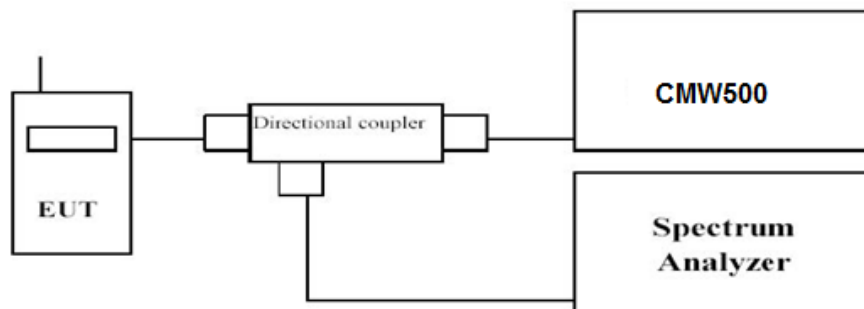 EUT
Directional coupler
CMW500
Spectrum
Analyzer